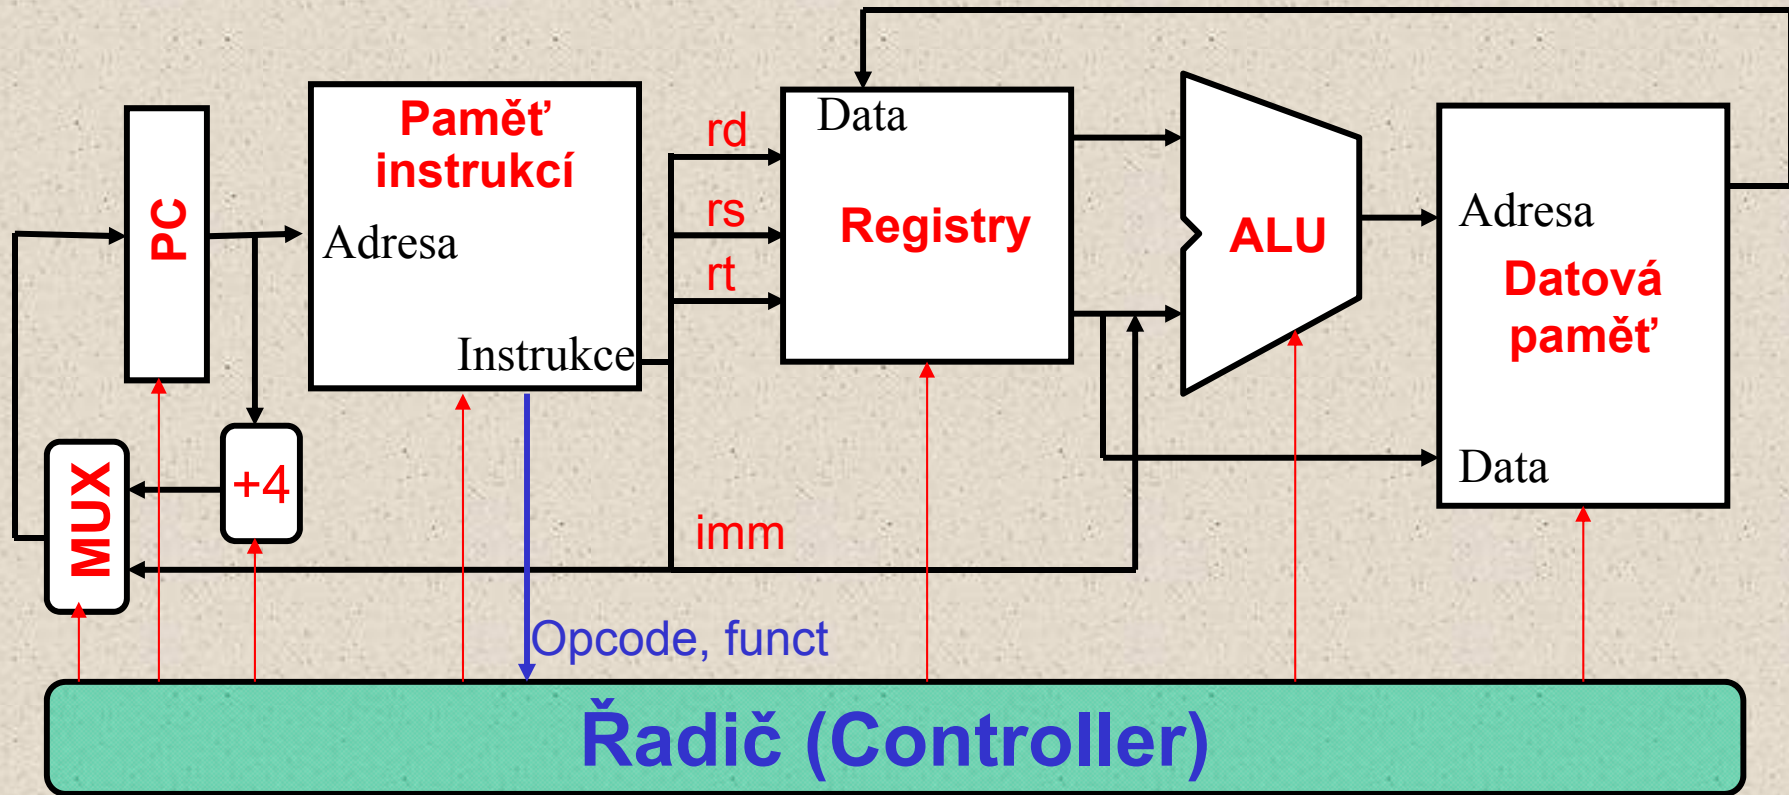 PC
Paměť
instrukcí
Adresa
Instrukce
rd
rs
rt
Data
Registry
ALU
Adresa
Datová
paměť
Data
MUX
+4
imm
Opcode, funct
Řadič (Controller)